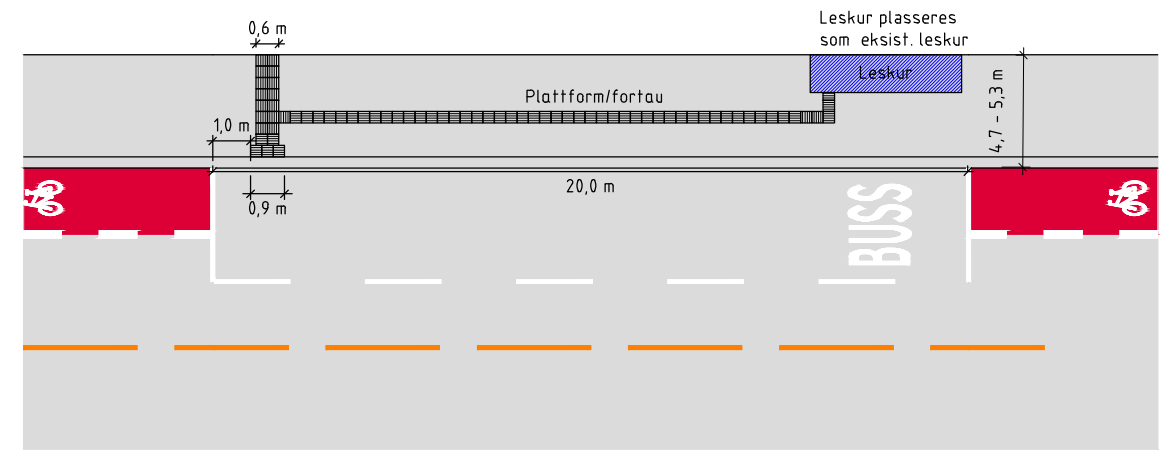 Leskur plasseres
som eksist. leskur
0,6 m
Leskur
Plattform/fortau
4,7 - 5,3 m
1,0 m
20,0 m
0,9 m
BUSS